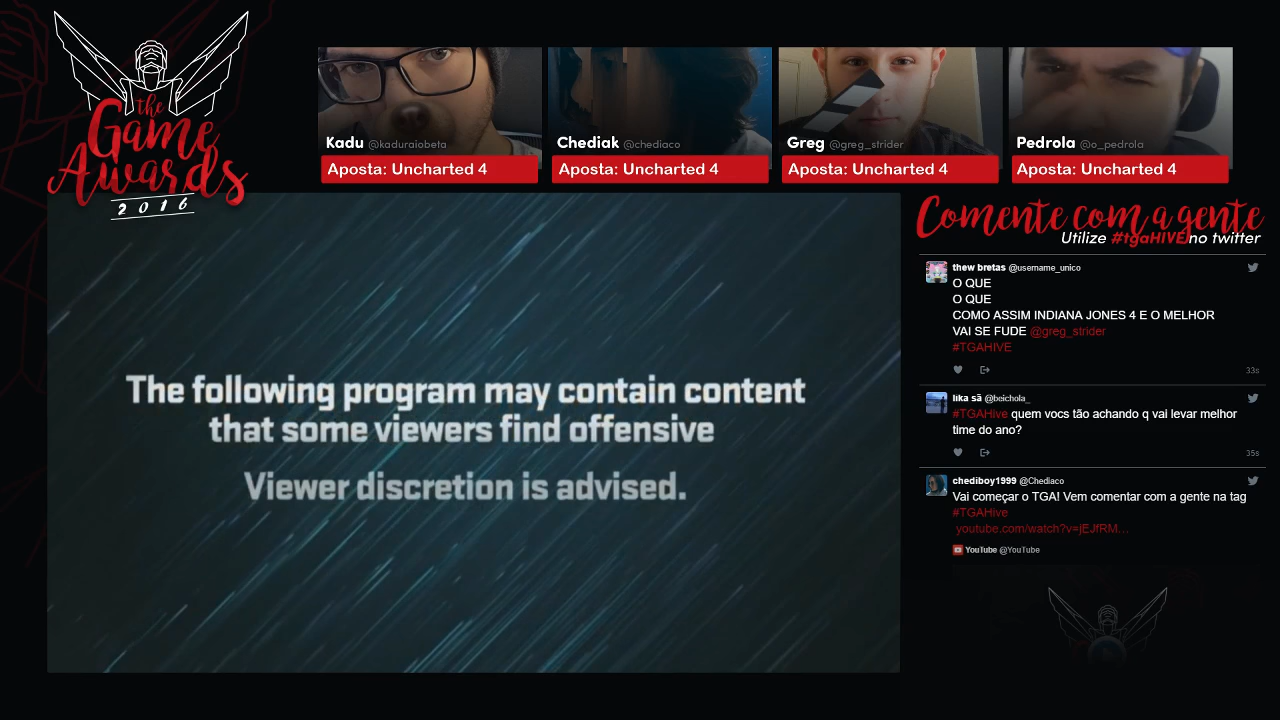 the
Game
Awards
2016
Kadu @kaduraiobeta
Aposta: Uncharted 4
Chediak @chediaco
Aposta: Uncharted 4
Greg @greg_strider
Aposta: Uncharted 4
Pedrola @o_pedrola
Aposta: Uncharted 4
The following program may contain content
that some viewers find offensive
Viewer discretion is advised.
Comente com a gente
Utilize #tgaHIVE no twitter
thew bretas @username_unico
O QUE
O QUE
COMO ASSIM INDIANA JONES 4 E O MELHOR
VAI SE FUDE @greg_strider
#TGAHIVE
33s
lika sã @beichola_
#TGAHive quem vocs tão achando q vai levar melhor
time do ano?
35s
chediboy1999 @Chediaco
Vai começar o TGA! Vem comentar com a gente na tag
#TGAHive
youtube.com/watch?v=jEJfRM…
YouTube @YouTube